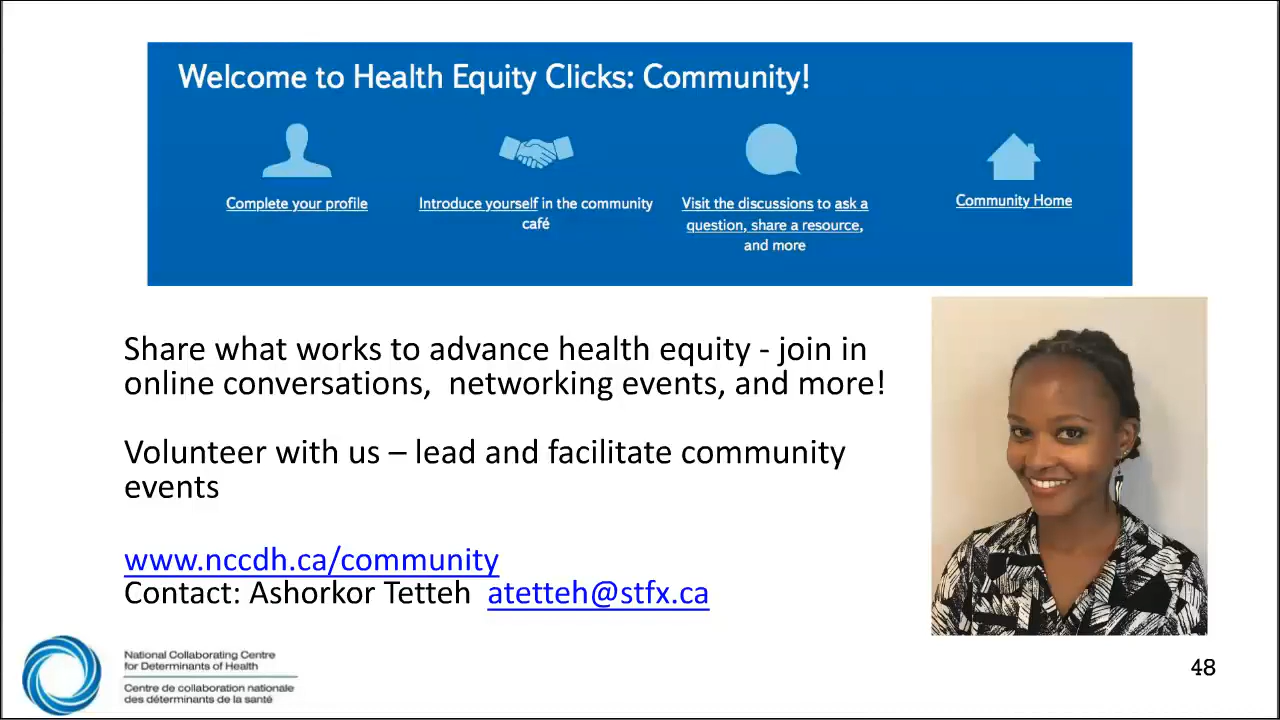 Welcome to Health Equity Clicks: Community!
Complete your profile
Introduce yourself in the community
café
Visit the discussions to ask a
question, share a resource,
and more
Community Home
Share what works to advance health equity - join in
online conversations,  networking events, and more!
Volunteer with us – lead and facilitate community
events
www.nccdh.ca/community
Contact: Ashorkor Tetteh  atetteh@stfx.ca
National Collaborating Centre
for Determinants of Health
Centre de collaboration nationale
des déterminants de la santé
48